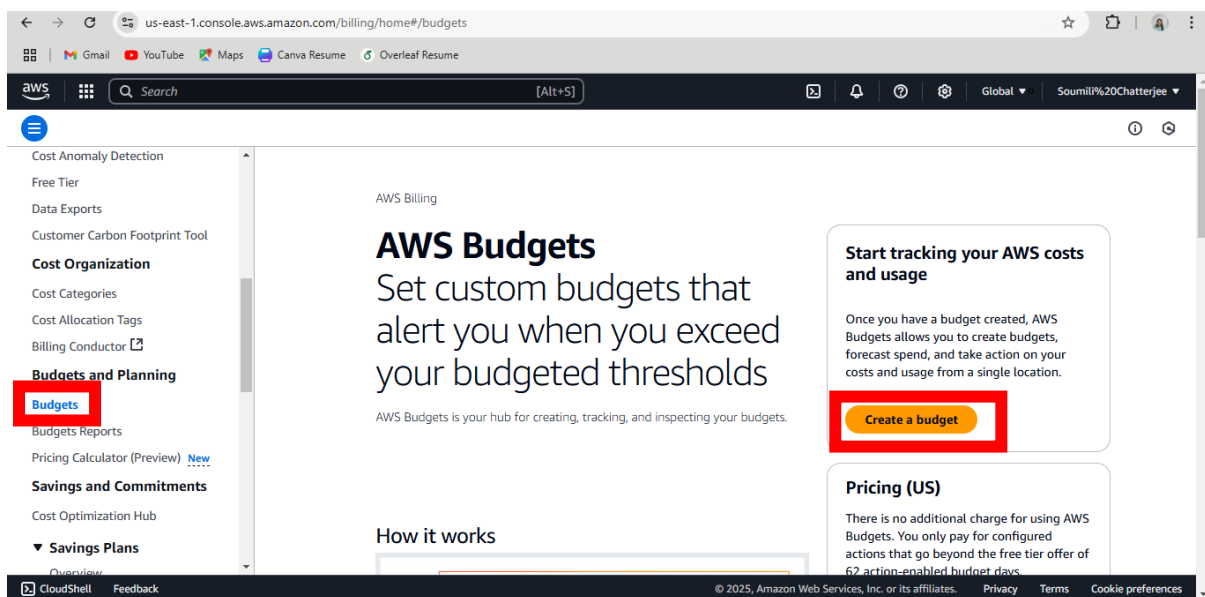 us-east-1.console.aws.amazon.com/billing/home#/budgets
Gmail YouTube Maps Canva Resume Overleaf Resume
aws Search [Alt+S] Global Soumili%20Chatterjee
Cost Anomaly Detection
Free Tier
Data Exports
Customer Carbon Footprint Tool
Cost Organization
Cost Categories
Cost Allocation Tags
Billing Conductor
Budgets and Planning
Budgets
Budgets Reports
Pricing Calculator (Preview) New
Savings and Commitments
Cost Optimization Hub
Savings Plans
Overview
AWS Billing
AWS Budgets
Set custom budgets that
alert you when you exceed
your budgeted thresholds
AWS Budgets is your hub for creating, tracking, and inspecting your budgets.
How it works
Start tracking your AWS costs
and usage
Once you have a budget created, AWS
Budgets allows you to create budgets,
forecast spend, and take action on your
costs and usage from a single location.
Create a budget
Pricing (US)
There is no additional charge for using AWS
Budgets. You only pay for configured
actions that go beyond the free tier offer of
62 action-enabled budget days.
CloudShell Feedback © 2025, Amazon Web Services, Inc. or its affiliates. Privacy Terms Cookie preferences